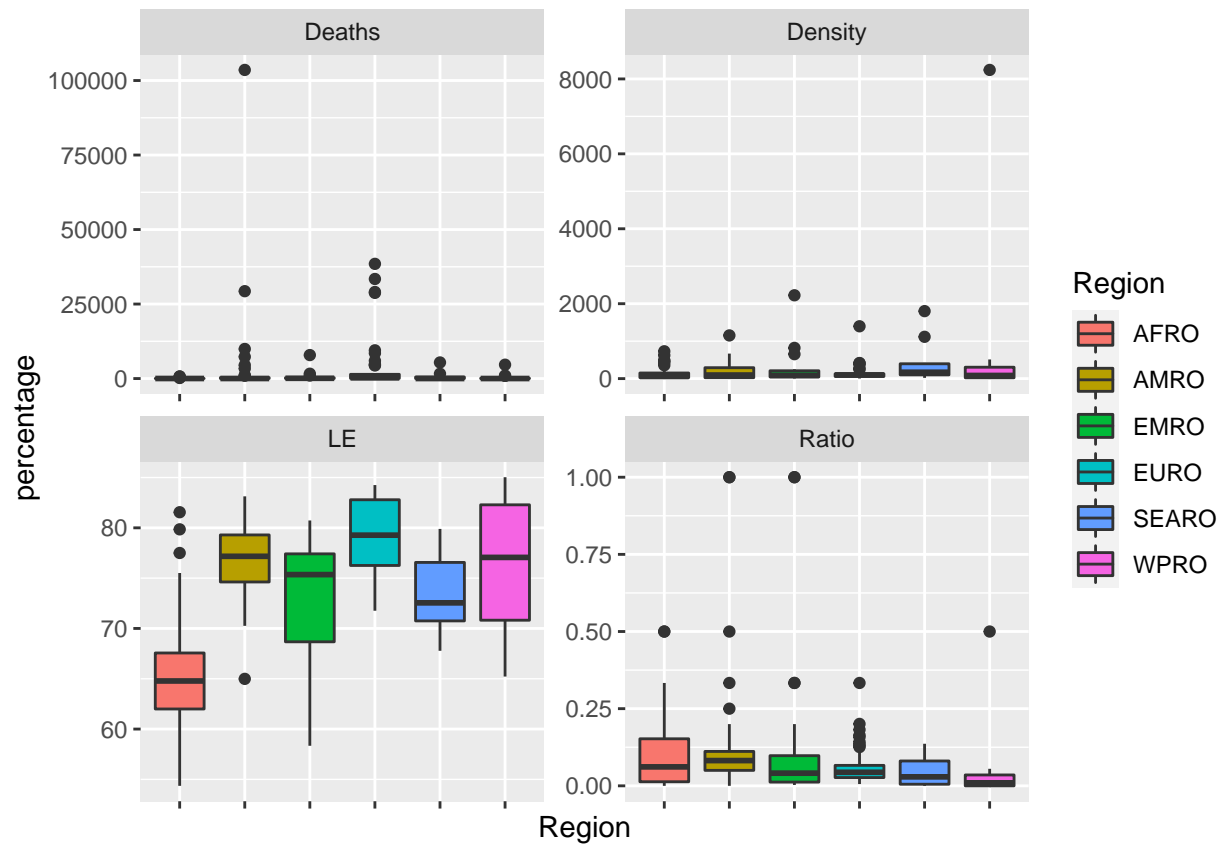 Deaths
Density
100000
75000
50000
25000
0
8000
6000
4000
2000
0
LE
Ratio
80
70
60
1.00
0.75
0.50
0.25
0.00
percentage
Region
Region
AFRO
AMRO
EMRO
EURO
SEARO
WPRO